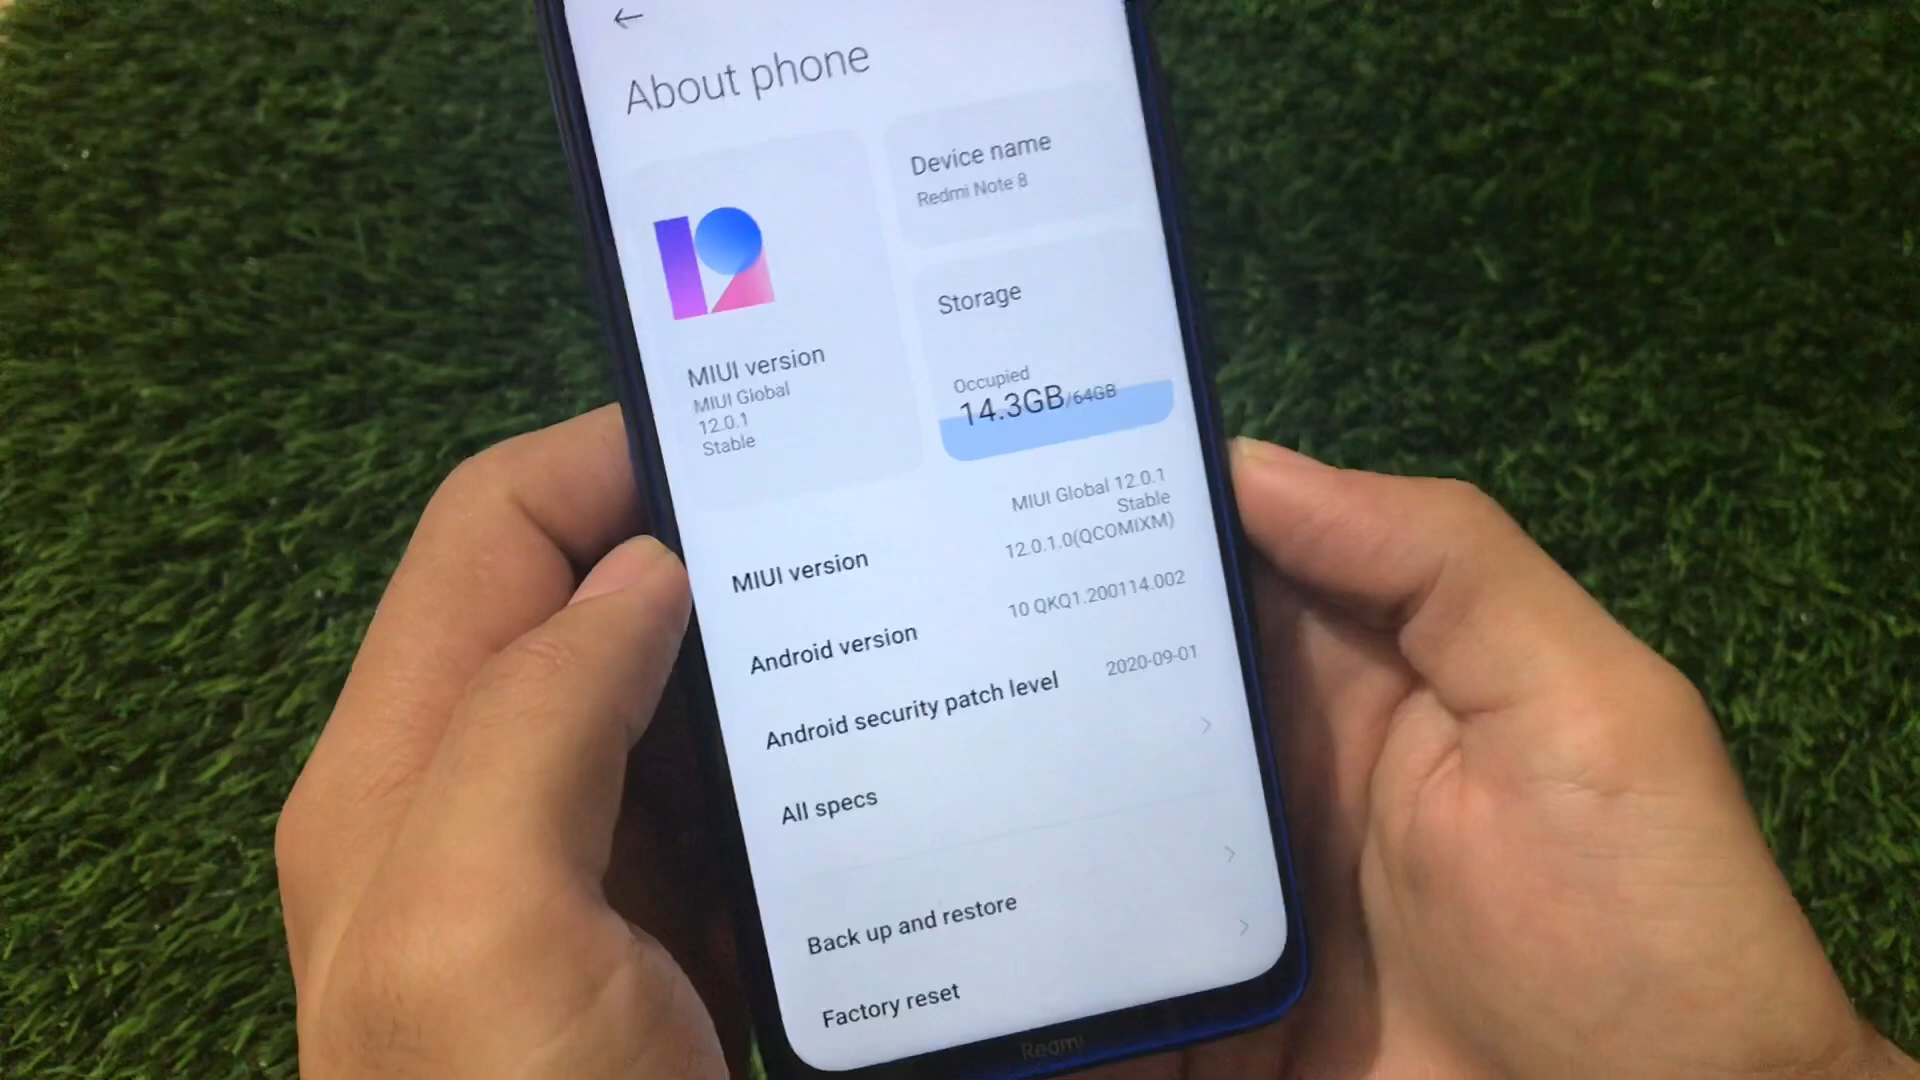 About phone
Device name
Redmi Note 8
Storage
Occupied
14.3GB/64GB
MIUI version
MIUI Global
12.0.1
Stable
MIUI version
MIUI Global 12.0.1
Stable
12.0.1.0(QCOMIXM)
Android version
10 QKQ1.200114.002
Android security patch level
2020-09-01
All specs
Back up and restore
Factory reset
Redmi